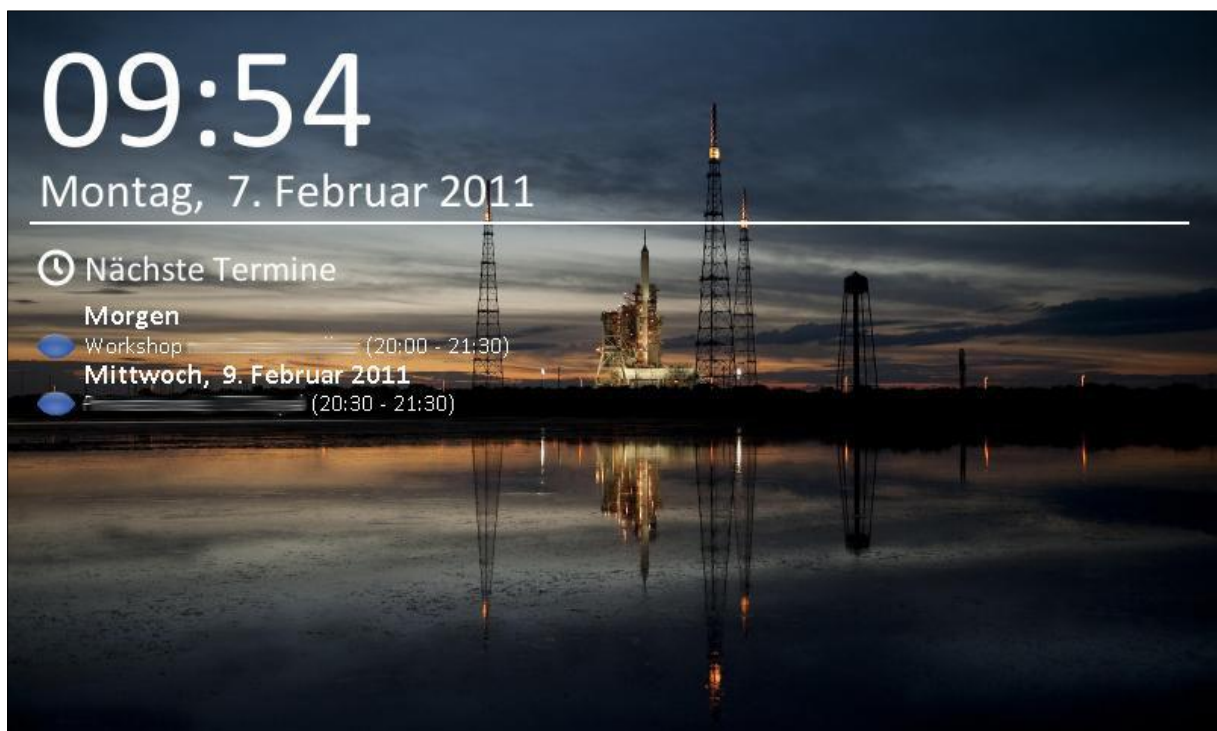 09:54
Montag, 7. Februar 2011
Nächste Termine
Morgen
Workshop (20:00 - 21:30)
Mittwoch, 9. Februar 2011
(20:30 - 21:30)